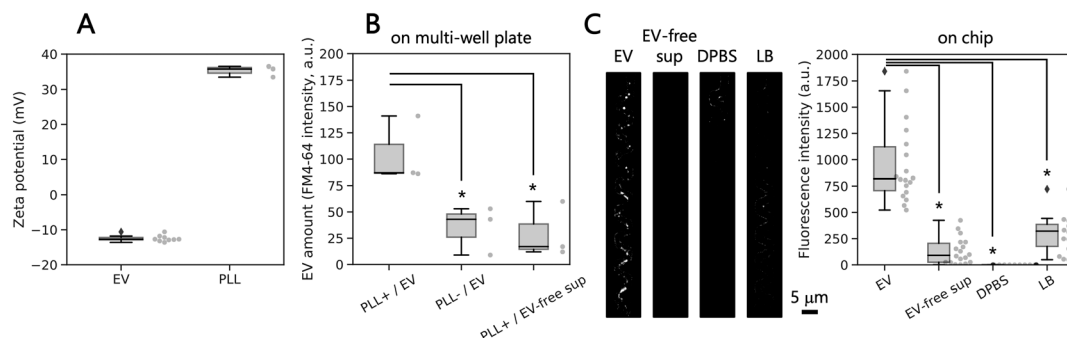 A
Zeta potential (mV)
40
30
20
10
0
−10
−20
EV
PLL
B
on multi-well plate
EV amount (FM4-64 intensity, a.u.)
200
175
150
125
100
75
50
25
0
*
*
PLL+ / EV
PLL- / EV
PLL+ / EV-free sup
C
EV-free
EV sup DPBS LB
5 μm
on chip
Fluorescence intensity (a.u.)
2000
1750
1500
1250
1000
750
500
250
0
*
*
*
EV
EV-free sup
DPBS
LB